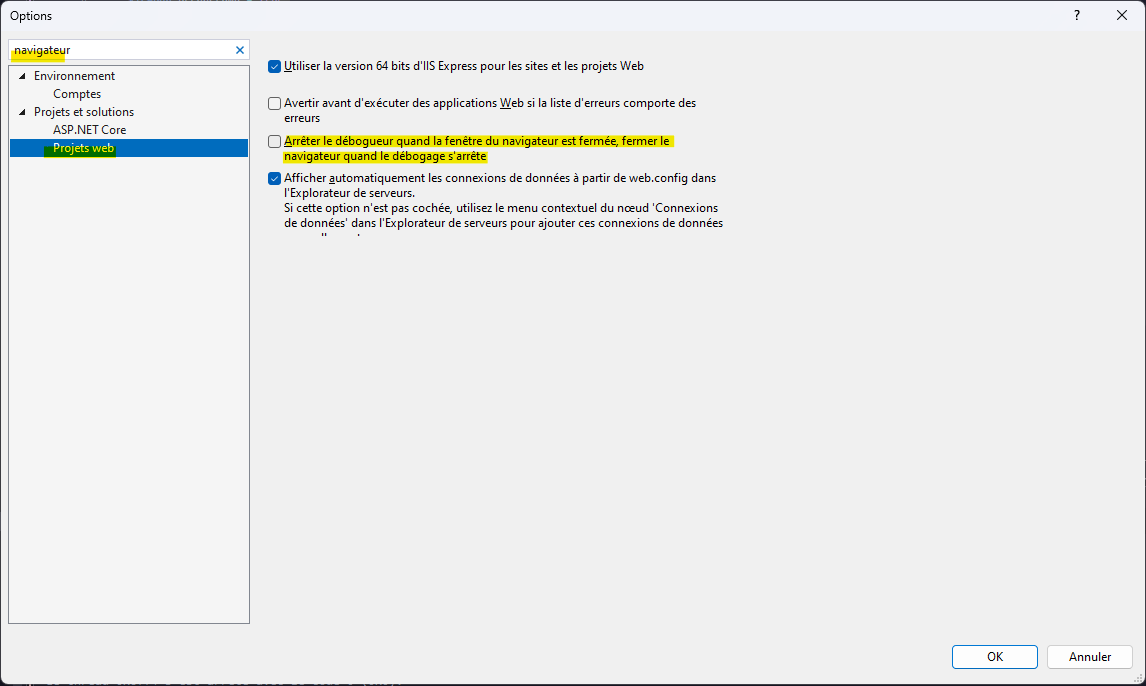 Options
?
navigateur
Environnement
Comptes
Projets et solutions
ASP.NET Core
Projets web
Utiliser la version 64 bits d'IIS Express pour les sites et les projets Web
Avertir avant d'exécuter des applications Web si la liste d'erreurs comporte des
erreurs
Arrêter le débogueur quand la fenêtre du navigateur est fermée, fermer le
navigateur quand le débogage s'arrête
Afficher automatiquement les connexions de données à partir de web.config dans
l'Explorateur de serveurs.
Si cette option n'est pas cochée, utilisez le menu contextuel du nœud 'Connexions
de données' dans l'Explorateur de serveurs pour ajouter ces connexions de données
OK
Annuler